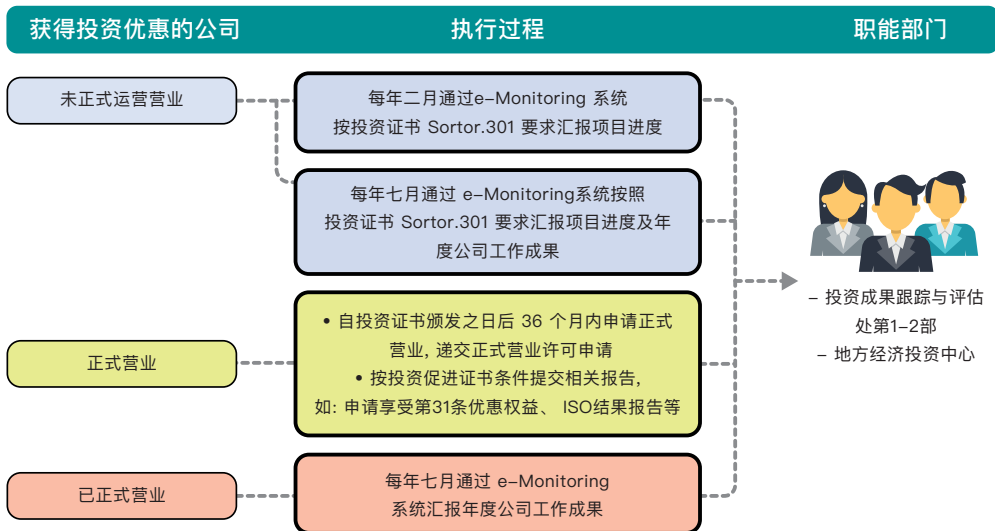 获得投资优惠的公司
执行过程
职能部门
未正式运营营业
每年二月通过e-Monitoring 系统
按投资证书 Sortor.301 要求汇报项目进度
每年七月通过 e-Monitoring系统按照
投资证书 Sortor.301 要求汇报项目进度及年
度公司工作成果
正式营业
• 自投资证书颁发之日后 36 个月内申请正式
营业, 递交正式营业许可申请
• 按投资促进证书条件提交相关报告,
如: 申请享受第31条优惠权益、 ISO结果报告等
已正式营业
每年七月通过 e-Monitoring
系统汇报年度公司工作成果
– 投资成果跟踪与评估
处第1-2部
– 地方经济投资中心